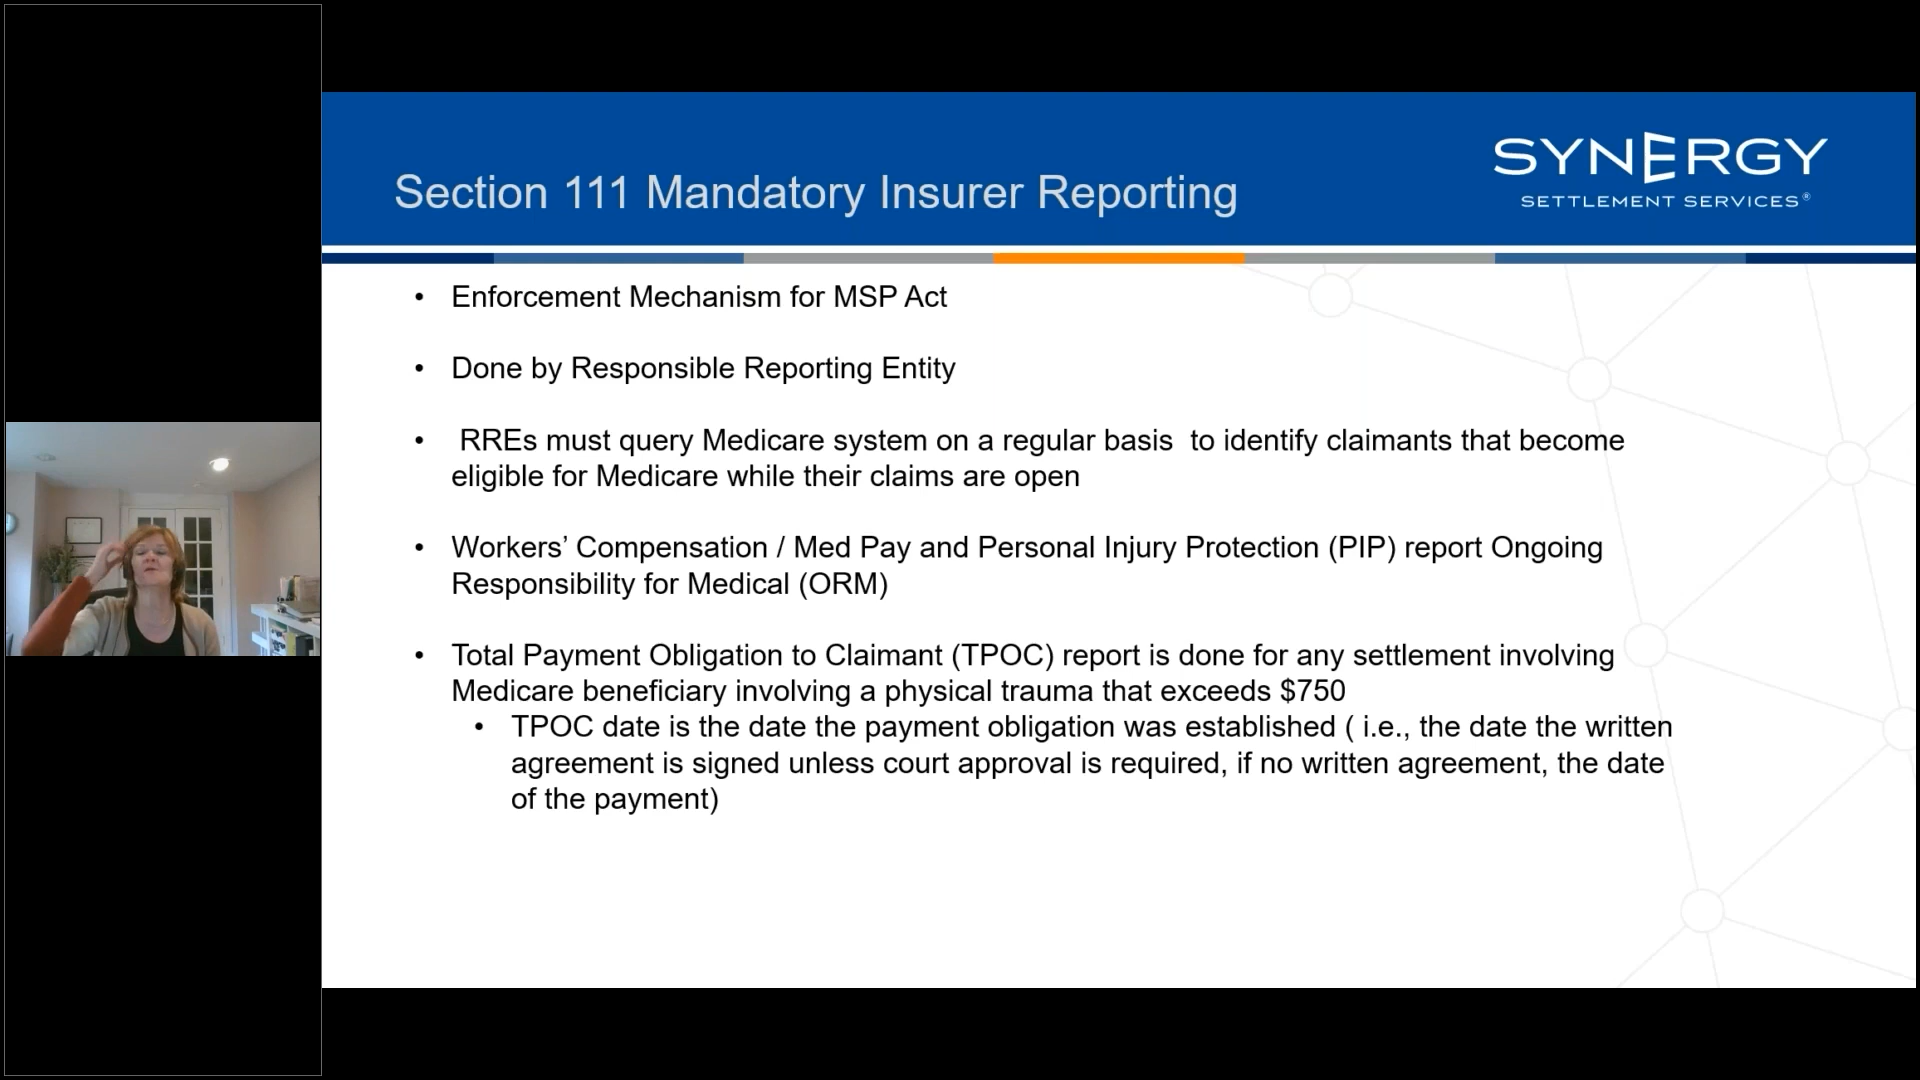 SYNERGY
SETTLEMENT SERVICES®
Section 111 Mandatory Insurer Reporting
• Enforcement Mechanism for MSP Act
• Done by Responsible Reporting Entity
• RREs must query Medicare system on a regular basis to identify claimants that become
eligible for Medicare while their claims are open
• Workers’ Compensation / Med Pay and Personal Injury Protection (PIP) report Ongoing
Responsibility for Medical (ORM)
• Total Payment Obligation to Claimant (TPOC) report is done for any settlement involving
Medicare beneficiary involving a physical trauma that exceeds $750
• TPOC date is the date the payment obligation was established ( i.e., the date the written
agreement is signed unless court approval is required, if no written agreement, the date
of the payment)